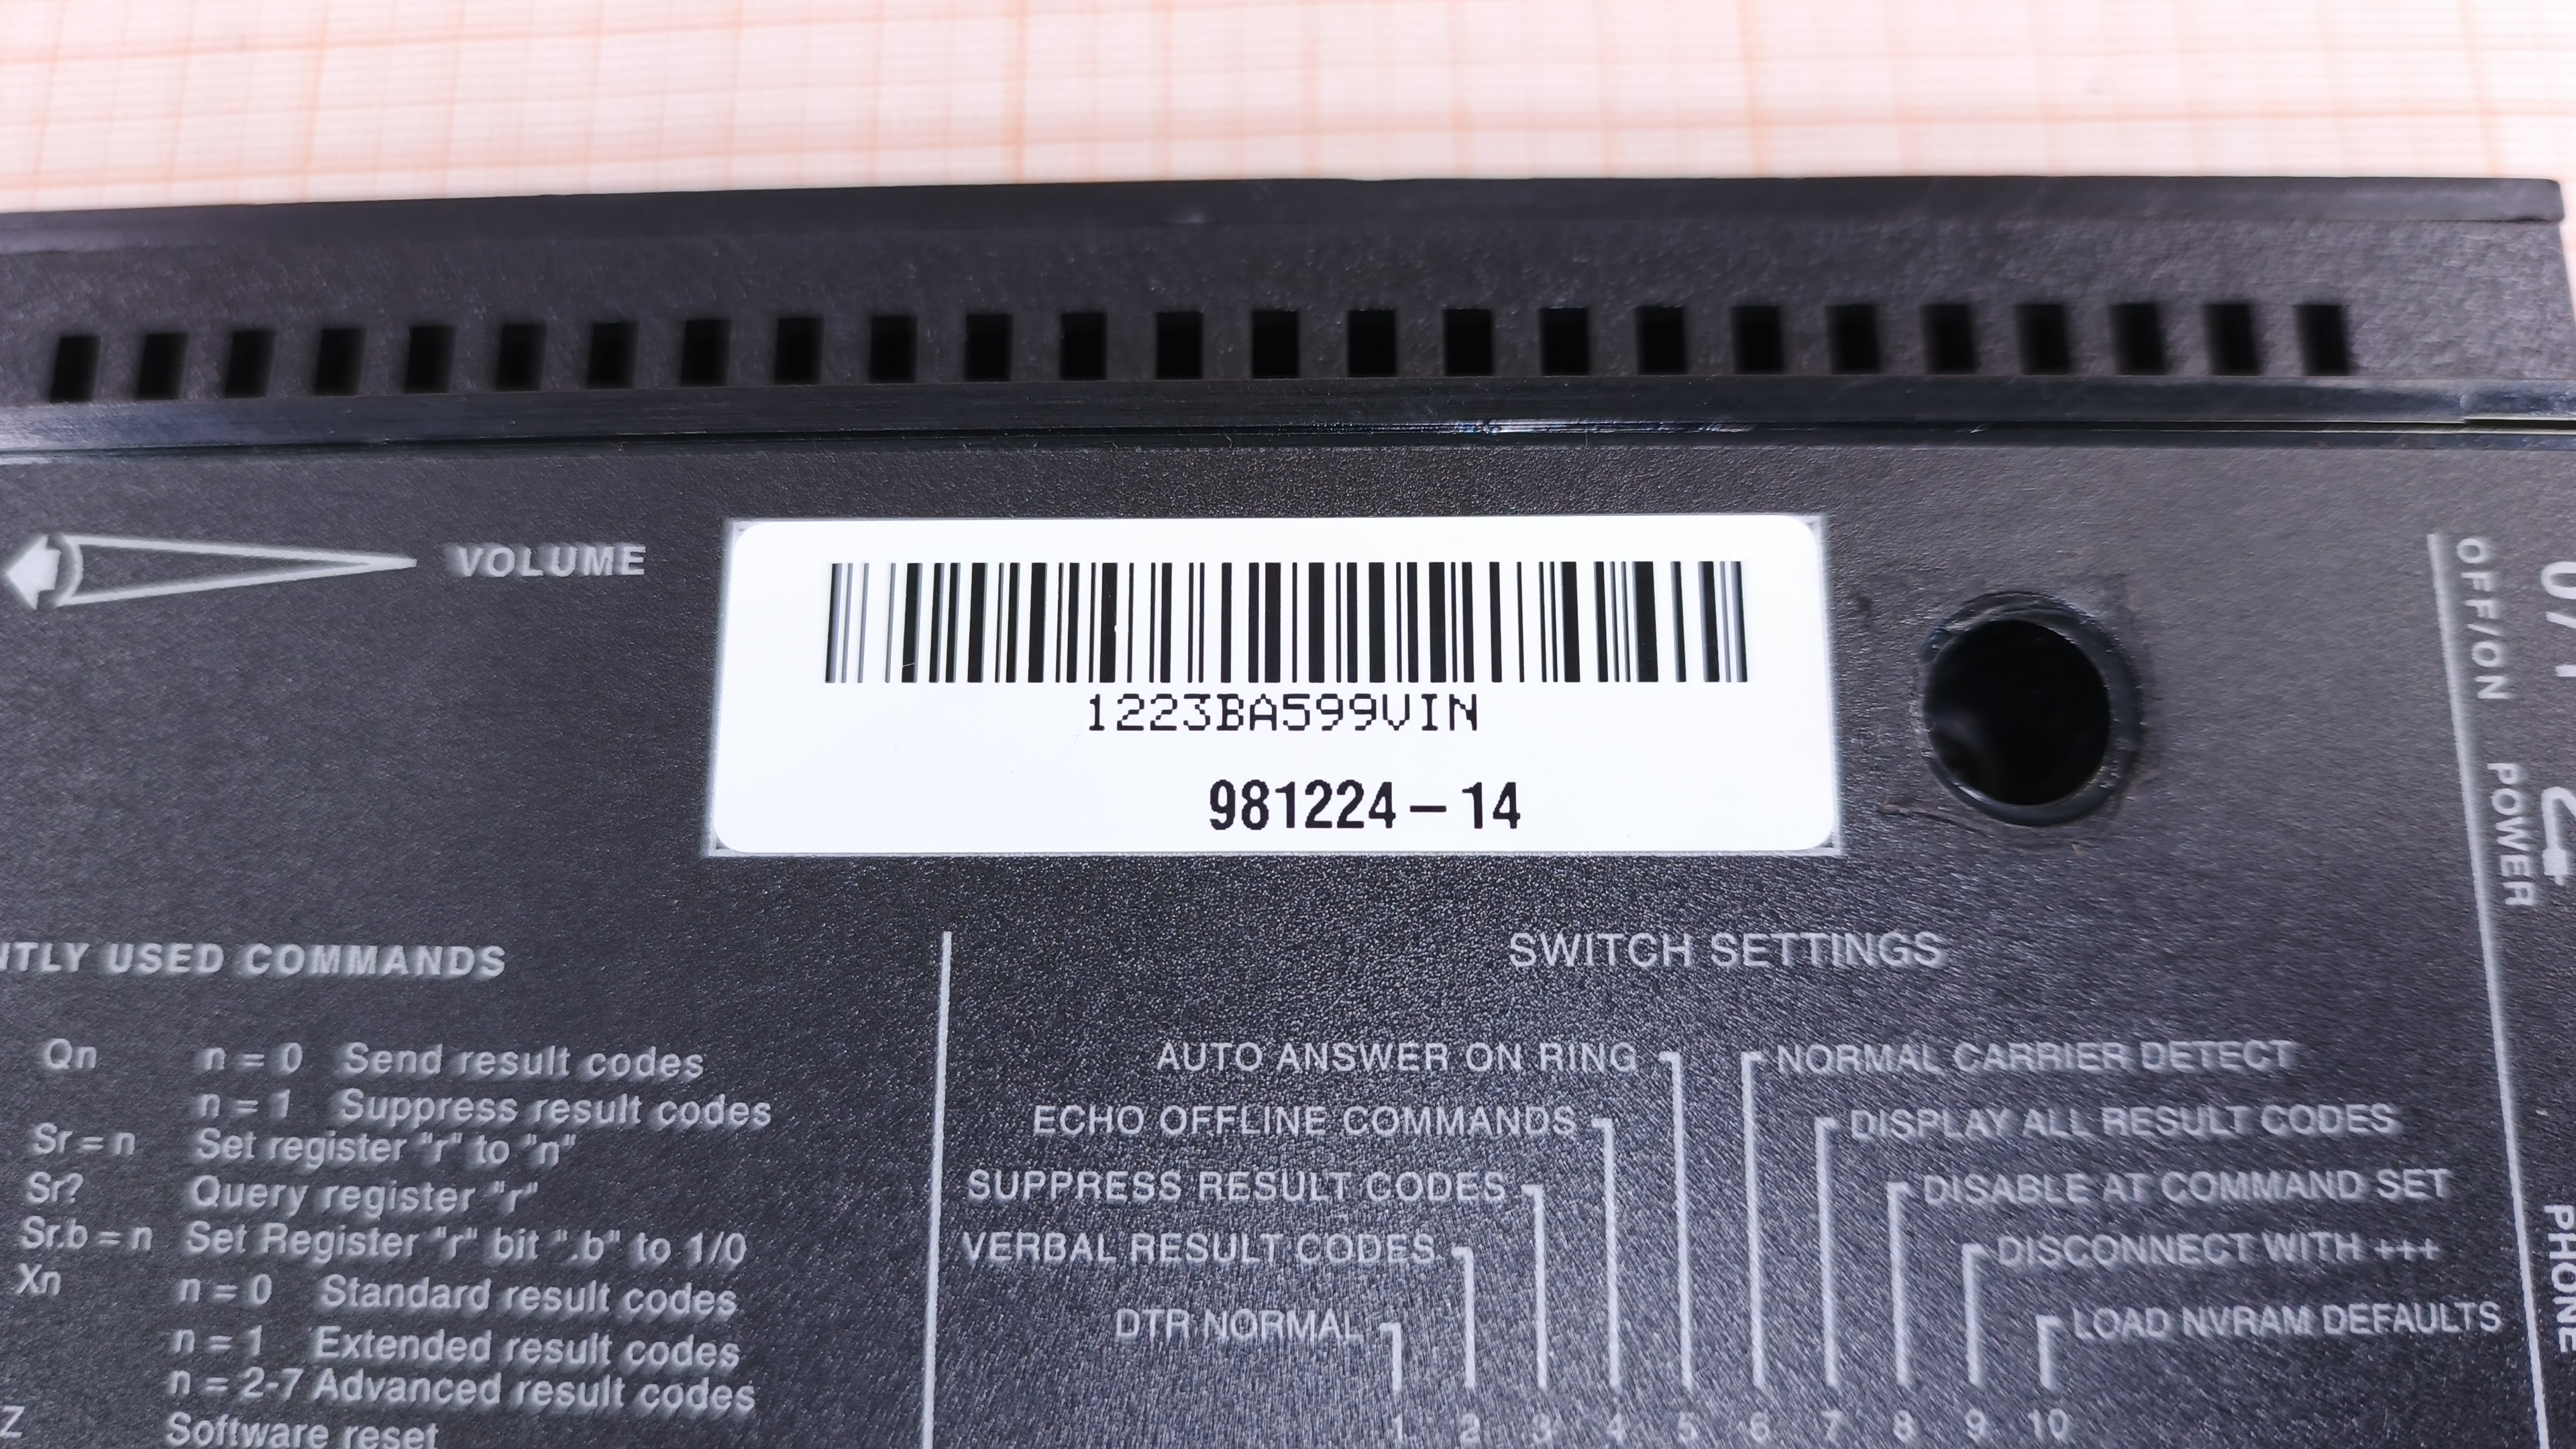 VOLUME
1223BA599VIN
981224-14
OFF/ON POWER
PHONE
NTLY USED COMMANDS
Qn n = 0 Send result codes
n = 1 Suppress result codes
Sr = n Set register "r" to "n"
Sr? Query register "r"
Sr.b = n Set Register "r" bit ".b" to 1/0
Xn n = 0 Standard result codes
n = 1 Extended result codes
n = 2-7 Advanced result codes
Z Software reset
SWITCH SETTINGS
AUTO ANSWER ON RING
NORMAL CARRIER DETECT
ECHO OFFLINE COMMANDS
DISPLAY ALL RESULT CODES
SUPPRESS RESULT CODES
DISABLE AT COMMAND SET
VERBAL RESULT CODES
DISCONNECT WITH +++
DTR NORMAL
LOAD NVRAM DEFAULTS
1 2 3 4 5 6 7 8 9 10